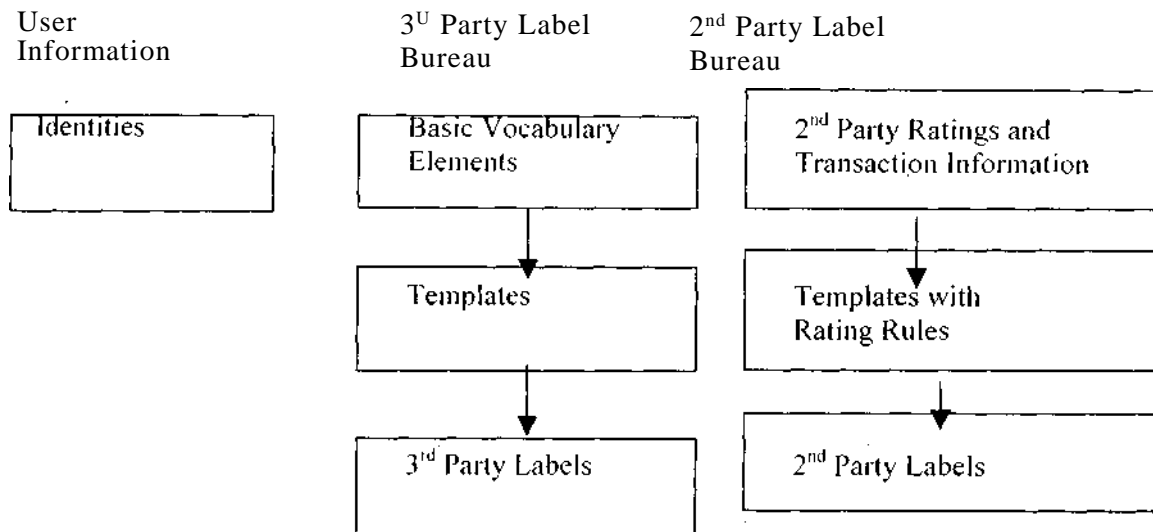 User
Information
3ᵁ Party Label
Bureau
2ⁿᵈ Party Label
Bureau
Identities
Basic Vocabulary
Elements
2ⁿᵈ Party Ratings and
Transaction Information
Templates
Templates with
Rating Rules
3ʳᵈ Party Labels
2ⁿᵈ Party Labels